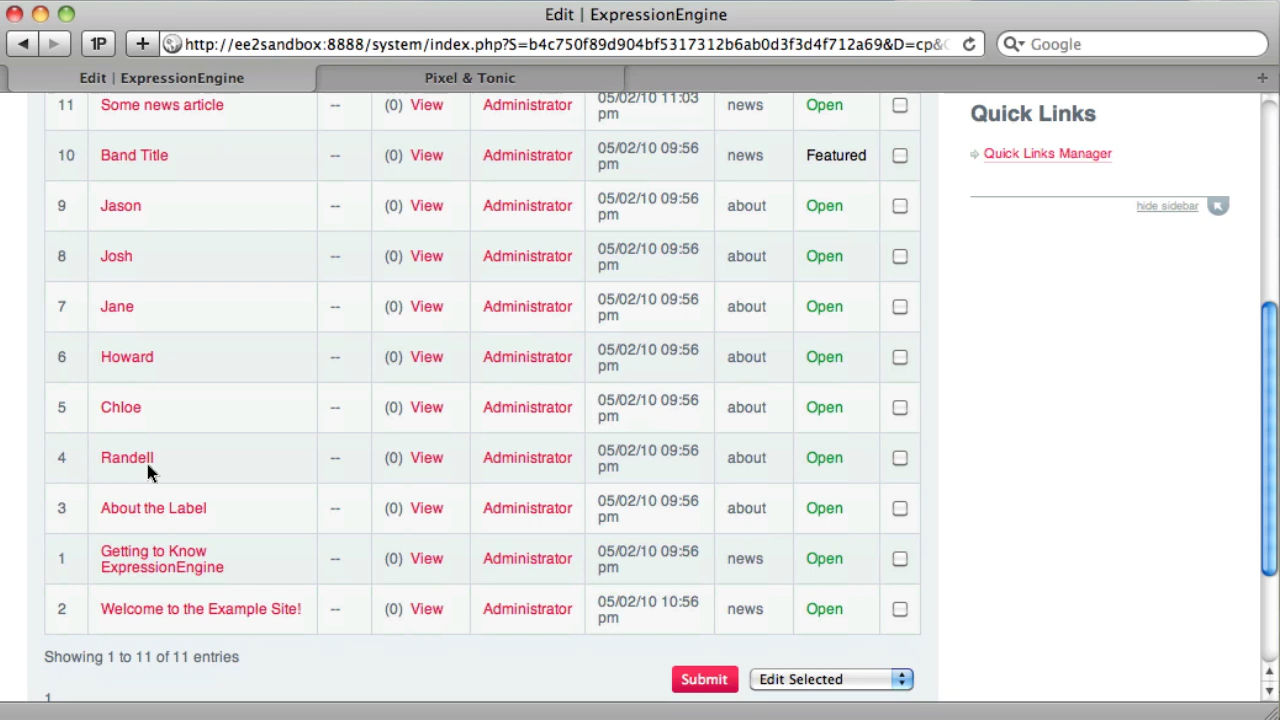 Edit | ExpressionEngine
1P
http://ee2sandbox:8888/system/index.php?S=b4c750f89d904bf5317312b6ab0d3f3d4f712a69&D=cp&
Google
Edit | ExpressionEngine
Pixel & Tonic
11 Some news article -- (0) View Administrator 05/02/10 11:03 pm news Open
10 Band Title -- (0) View Administrator 05/02/10 09:56 pm news Featured
9 Jason -- (0) View Administrator 05/02/10 09:56 pm about Open
8 Josh -- (0) View Administrator 05/02/10 09:56 pm about Open
7 Jane -- (0) View Administrator 05/02/10 09:56 pm about Open
6 Howard -- (0) View Administrator 05/02/10 09:56 pm about Open
5 Chloe -- (0) View Administrator 05/02/10 09:56 pm about Open
4 Randell -- (0) View Administrator 05/02/10 09:56 pm about Open
3 About the Label -- (0) View Administrator 05/02/10 09:56 pm about Open
1 Getting to Know ExpressionEngine -- (0) View Administrator 05/02/10 09:56 pm news Open
2 Welcome to the Example Site! -- (0) View Administrator 05/02/10 10:56 pm news Open
Showing 1 to 11 of 11 entries
Submit
Edit Selected
1
Quick Links
Quick Links Manager
hide sidebar